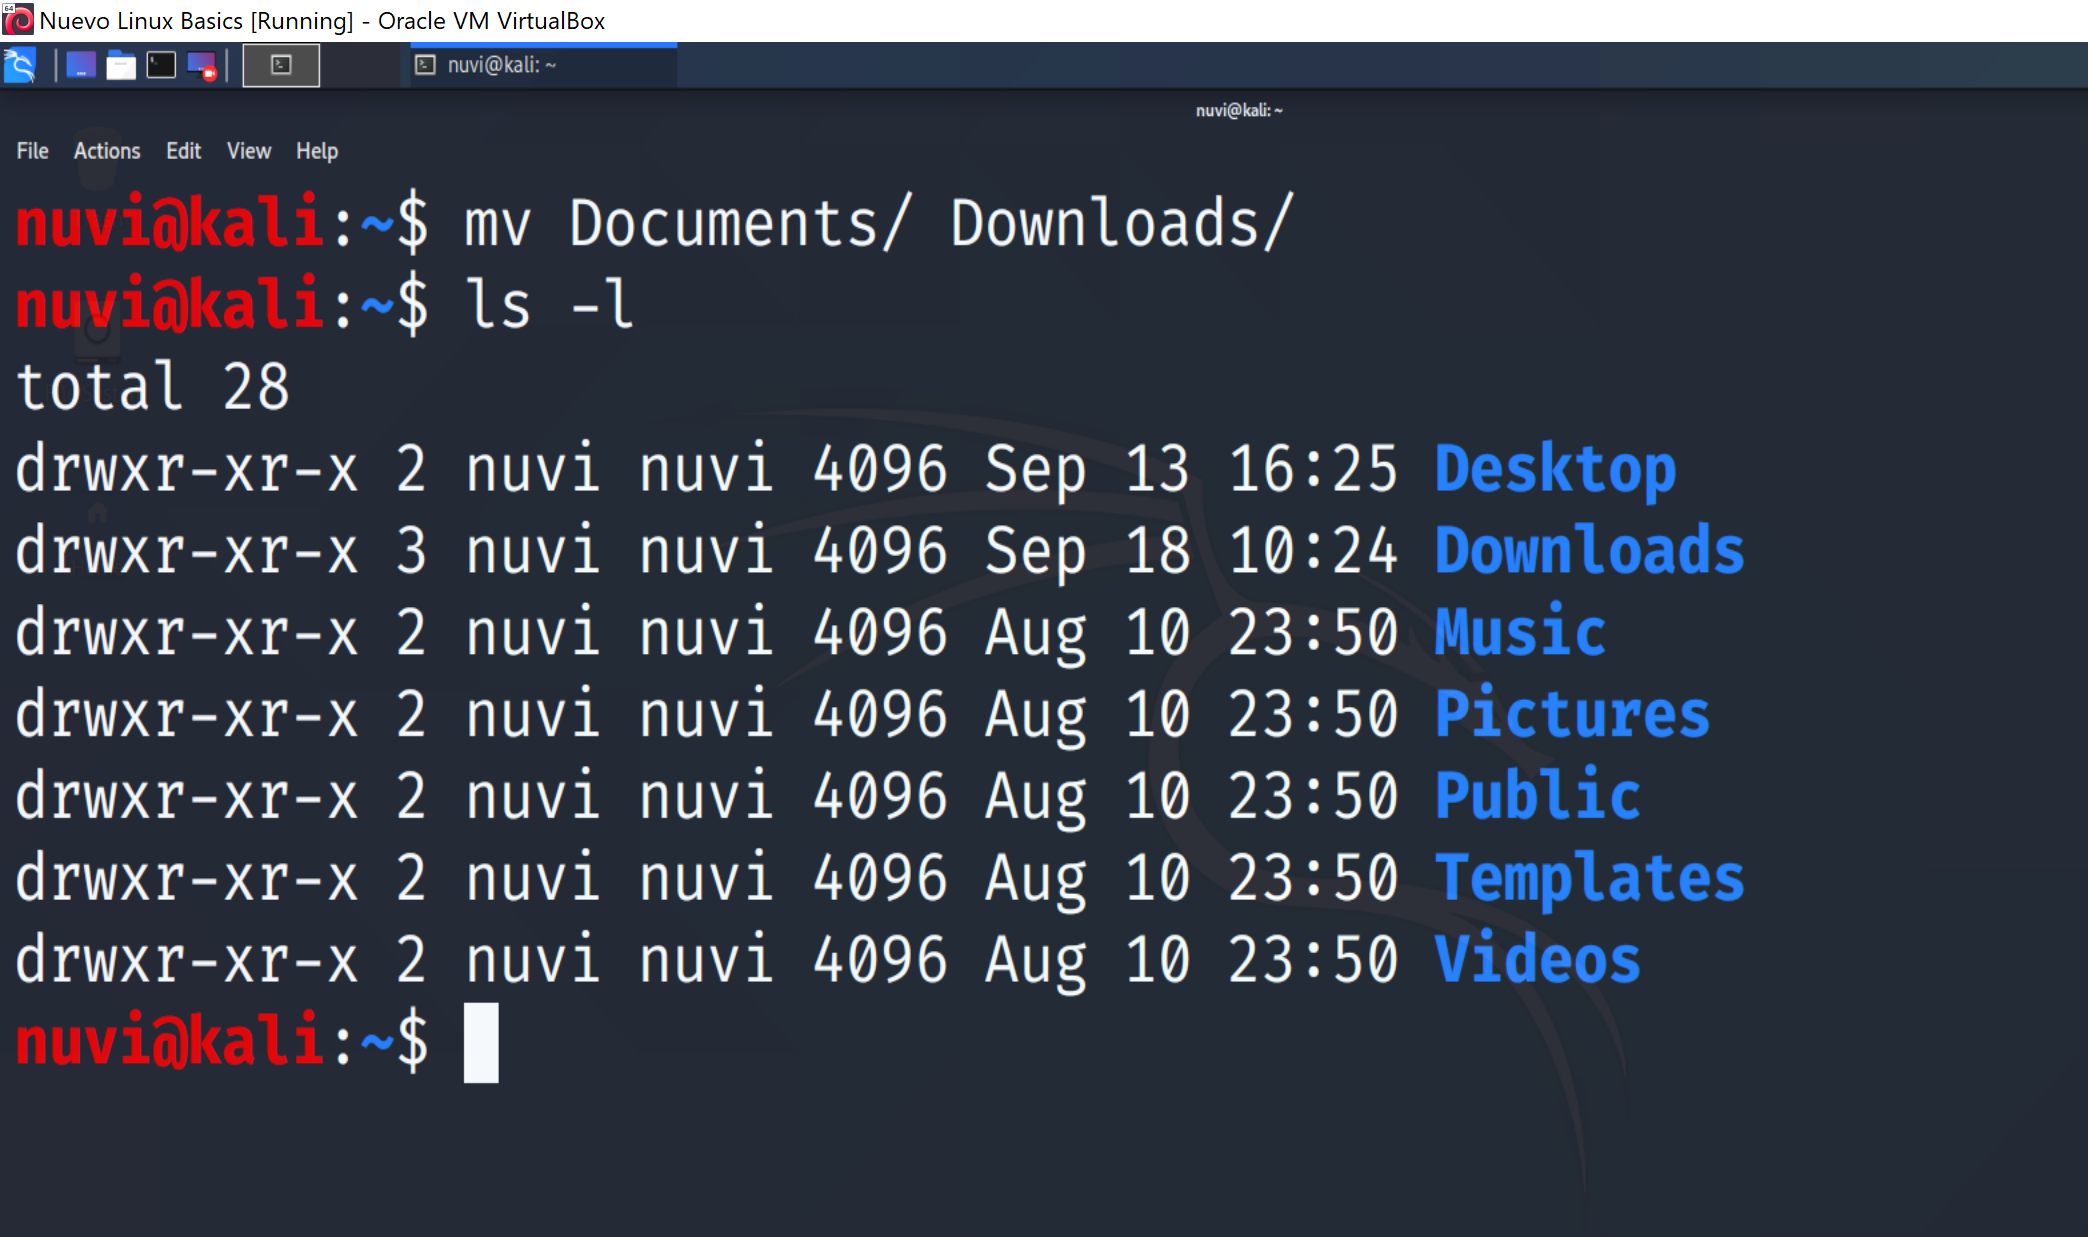 64
Nuevo Linux Basics [Running] - Oracle VM VirtualBox
nuvi@kali: ~
nuvi@kali: ~
File Actions Edit View Help
nuvi@kali:~$ mv Documents/ Downloads/
nuvi@kali:~$ ls -l
total 28
drwxr-xr-x 2 nuvi nuvi 4096 Sep 13 16:25 Desktop
drwxr-xr-x 3 nuvi nuvi 4096 Sep 18 10:24 Downloads
drwxr-xr-x 2 nuvi nuvi 4096 Aug 10 23:50 Music
drwxr-xr-x 2 nuvi nuvi 4096 Aug 10 23:50 Pictures
drwxr-xr-x 2 nuvi nuvi 4096 Aug 10 23:50 Public
drwxr-xr-x 2 nuvi nuvi 4096 Aug 10 23:50 Templates
drwxr-xr-x 2 nuvi nuvi 4096 Aug 10 23:50 Videos
nuvi@kali:~$